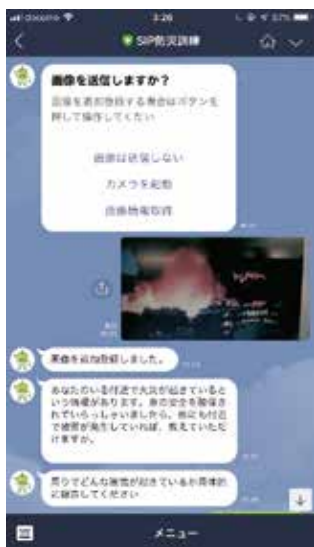 docomo
3:26
SIP防災訓練
画像を送信しますか?
画像を追加登録する場合はボタンを
押して操作してください
画像は送信しない
カメラを起動
画像情報取得
画像を追加登録しました。
あなたのいる付近で火災が起きていると
いう情報があります。身の安全を確保さ
れていらっしゃいましたら、他にも付近
で被害が発生していれば、教えていただ
けますか。
周りでどんな被害が起きているか具体的
に報告してください
メニュー